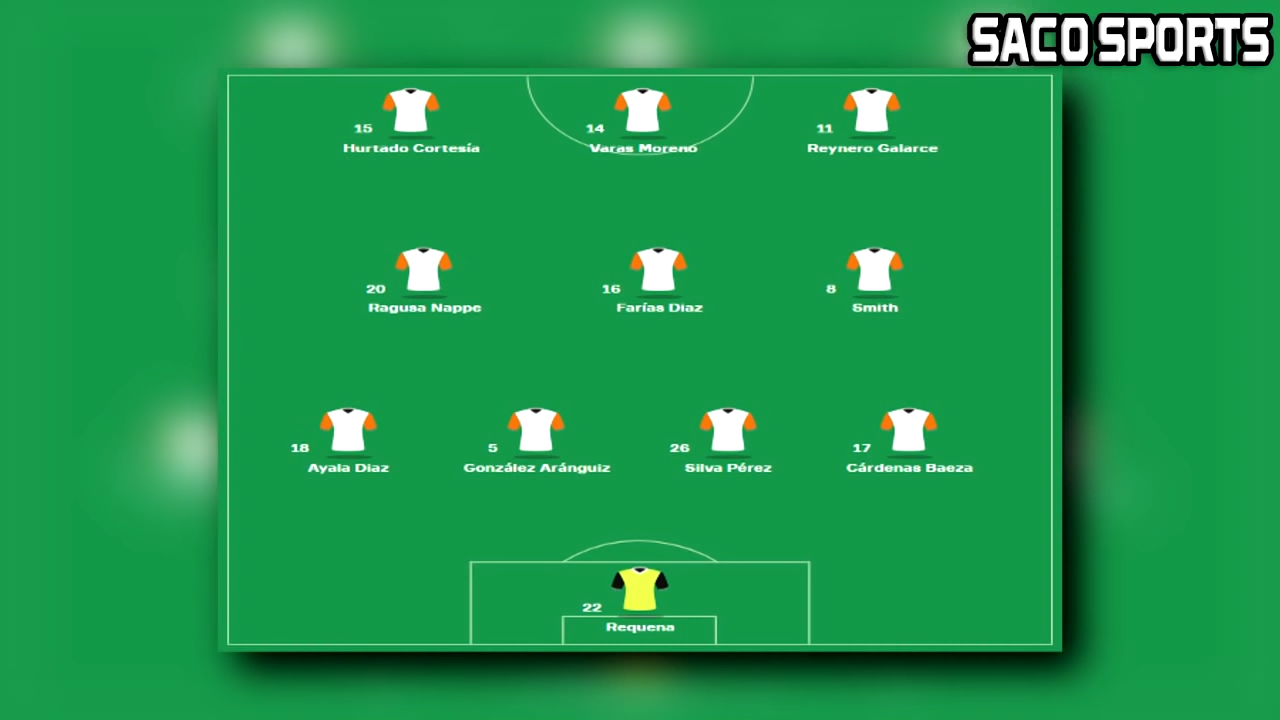 SACO SPORTS
15
Hurtado Cortesía
14
Varas Moreno
11
Reynero Galarce
20
Ragusa Nappe
16
Farías Diaz
8
Smith
18
Ayala Diaz
5
González Aránguiz
26
Silva Pérez
17
Cárdenas Baeza
22
Requena